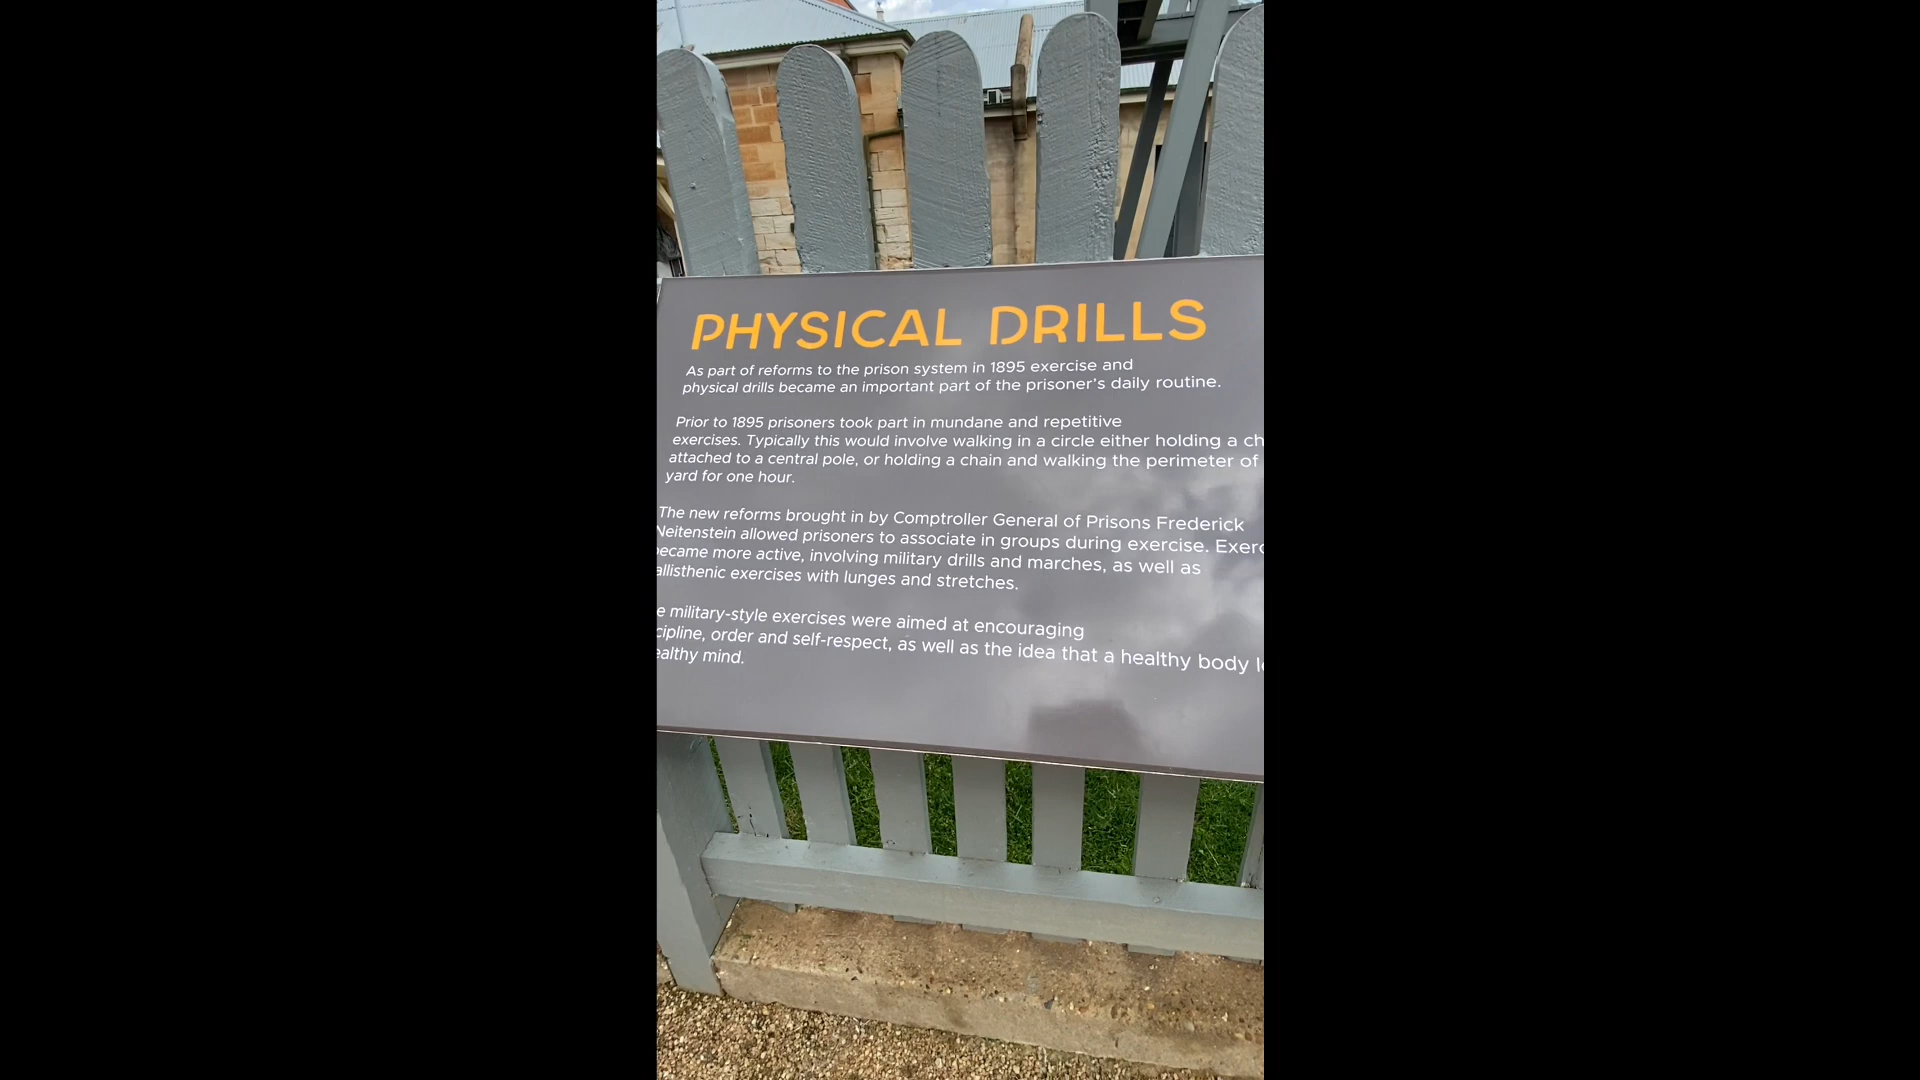 PHYSICAL DRILLS
As part of reforms to the prison system in 1895 exercise and
physical drills became an important part of the prisoner's daily routine.
Prior to 1895 prisoners took part in mundane and repetitive
exercises. Typically this would involve walking in a circle either holding a
attached to a central pole, or holding a chain and walking the perimeter of
yard for one hour.
The new reforms brought in by Comptroller General of Prisons Frederick
Neitenstein allowed prisoners to associate in groups during exercise.
became more active, involving military drills and marches, as well as
exercises with lunges and stretches.
military-style exercises were aimed at encouraging
order and self-respect, as well as the idea that a healthy body
mind.